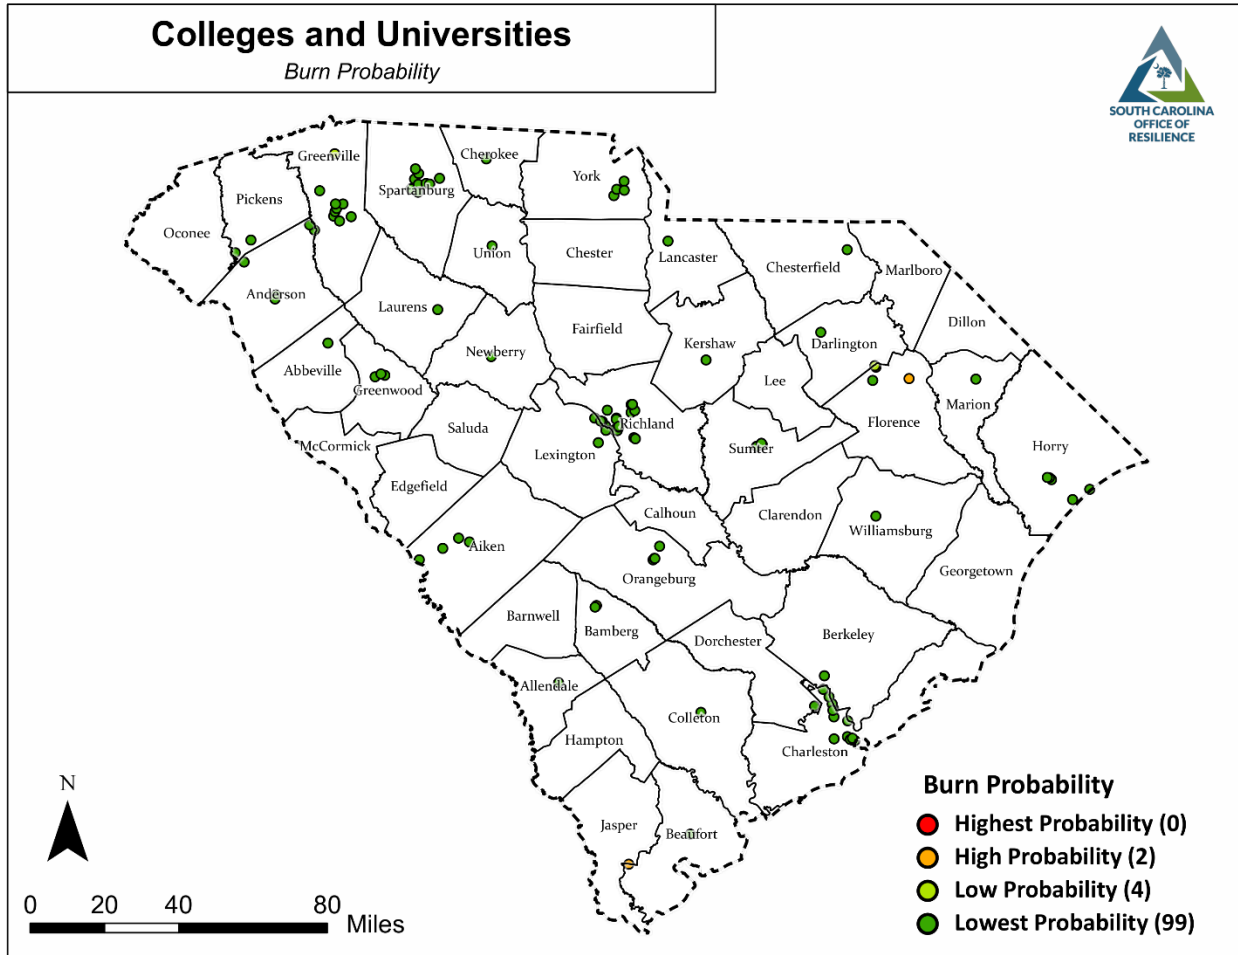 Colleges and Universities
Burn Probability
SOUTH CAROLINA
OFFICE OF
RESILIENCE
Greenville
Cherokee
York
Spartanburg
Pickens
Oconee
Union
Chester
Lancaster
Chesterfield
Marlboro
Anderson
Laurens
Fairfield
Dillon
Kershaw
Darlington
Newberry
Abbeville
Greenwood
Lee
Marion
Saluda
Richland
Florence
McCormick
Lexington
Sumter
Horry
Edgefield
Calhoun
Clarendon
Williamsburg
Aiken
Orangeburg
Georgetown
Barnwell
Bamberg
Dorchester
Berkeley
Allendale
Colleton
Hampton
Charleston
Jasper
Beaufort
N
0 20 40 80 Miles
Burn Probability
Highest Probability (0)
High Probability (2)
Low Probability (4)
Lowest Probability (99)